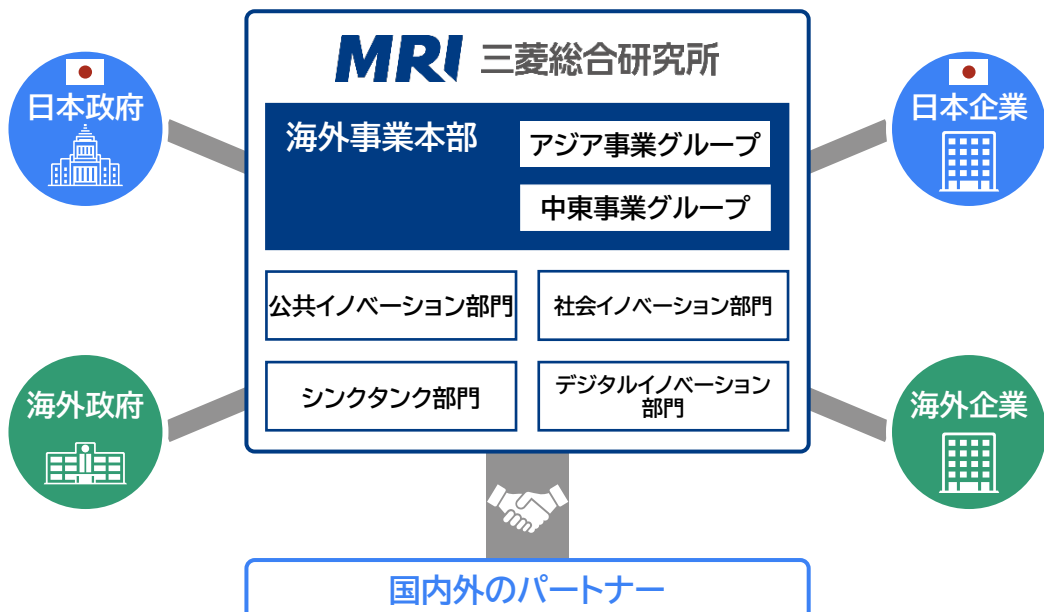 MRI 三菱総合研究所
日本政府
日本企業
海外事業本部
アジア事業グループ
中東事業グループ
公共イノベーション部門
社会イノベーション部門
シンクタンク部門
デジタルイノベーション
部門
海外政府
海外企業
国内外のパートナー